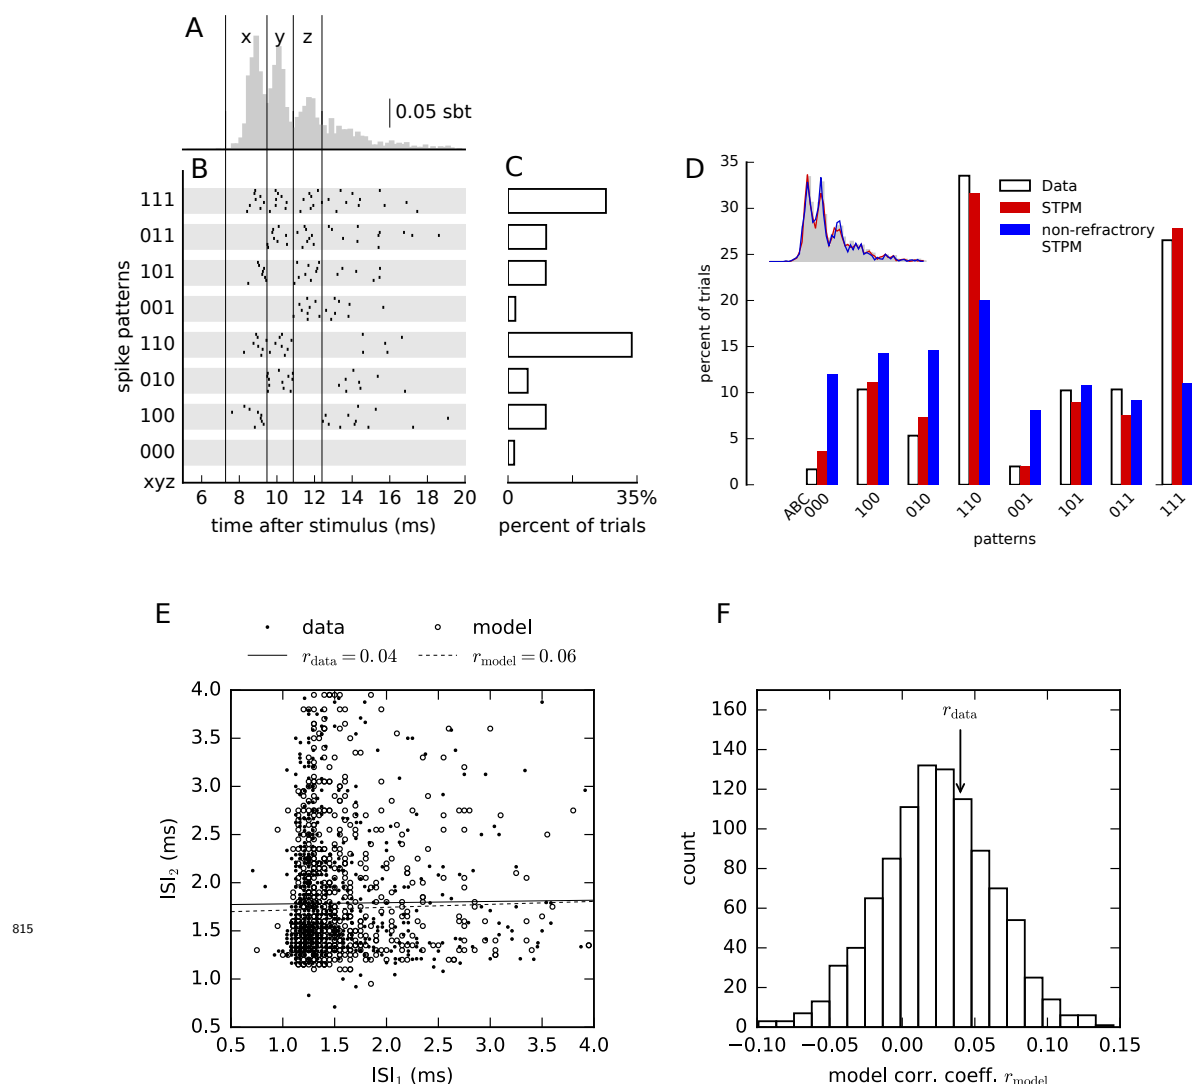 A
x y z
0.05 sbt
B
C
111
011
101
001
110
010
100
000
xyz
spike patterns
6 8 10 12 14 16 18 20
time after stimulus (ms)
0 35%
percent of trials
D
35
30
25
20
15
10
5
0
percent of trials
Data
STPM
non-refractrory
STPM
ABC
000 100 010 110 001 101 011 111
patterns
E
data model
r_data = 0.04 r_model = 0.06
4.0
3.5
3.0
2.5
2.0
1.5
1.0
0.5
ISI₂ (ms)
0.5 1.0 1.5 2.0 2.5 3.0 3.5 4.0
ISI₁ (ms)
815
F
r_data
160
140
120
100
80
60
40
20
0
count
−0.10 −0.05 0.00 0.05 0.10 0.15
model corr. coeff. r_model